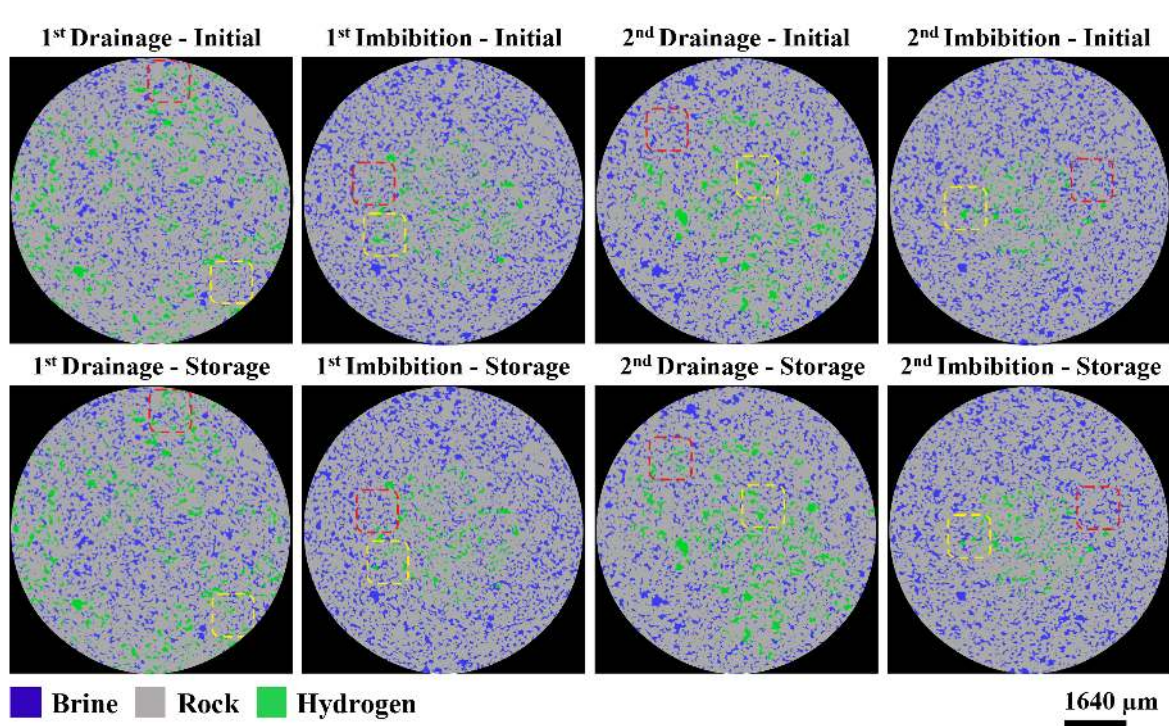 1st Drainage - Initial
1st Imbibition - Initial
2nd Drainage - Initial
2nd Imbibition - Initial
1st Drainage - Storage
1st Imbibition - Storage
2nd Drainage - Storage
2nd Imbibition - Storage
Brine Rock Hydrogen
1640 μm